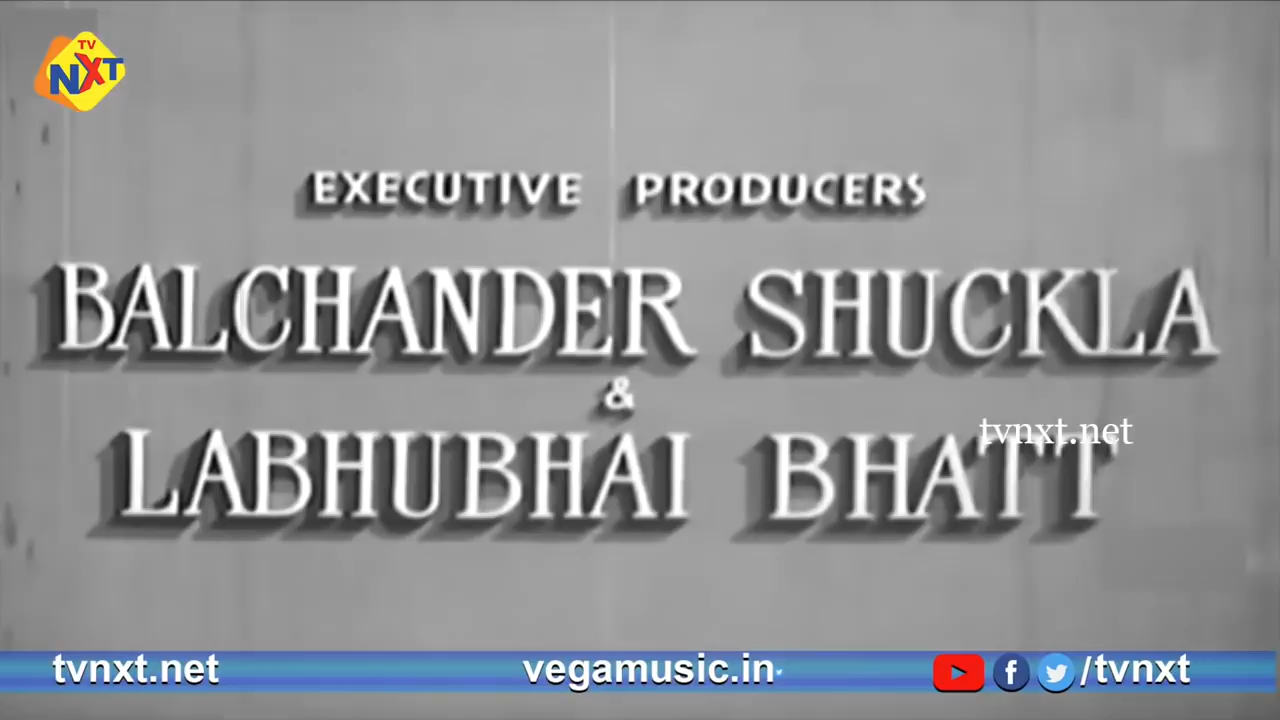 TV
NXT
EXECUTIVE PRODUCERS
BALCHANDER SHUCKLA
&
LABHUBHAI BHATT
tvnxt.net
tvnxt.net vegamusic.in /tvnxt